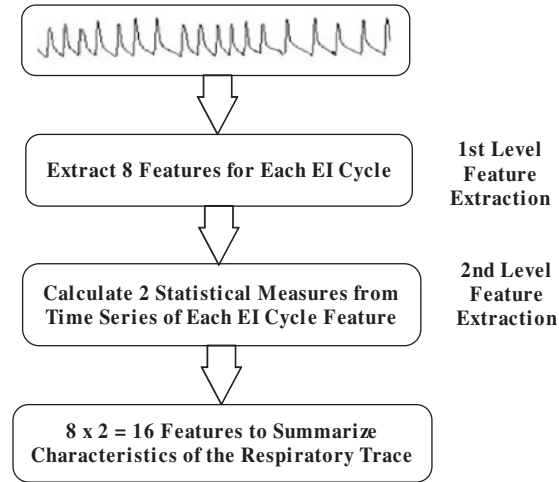 Extract 8 Features for Each EI Cycle
1st Level
Feature
Extraction
Calculate 2 Statistical Measures from
Time Series of Each EI Cycle Feature
2nd Level
Feature
Extraction
8 x 2 = 16 Features to Summarize
Characteristics of the Respiratory Trace